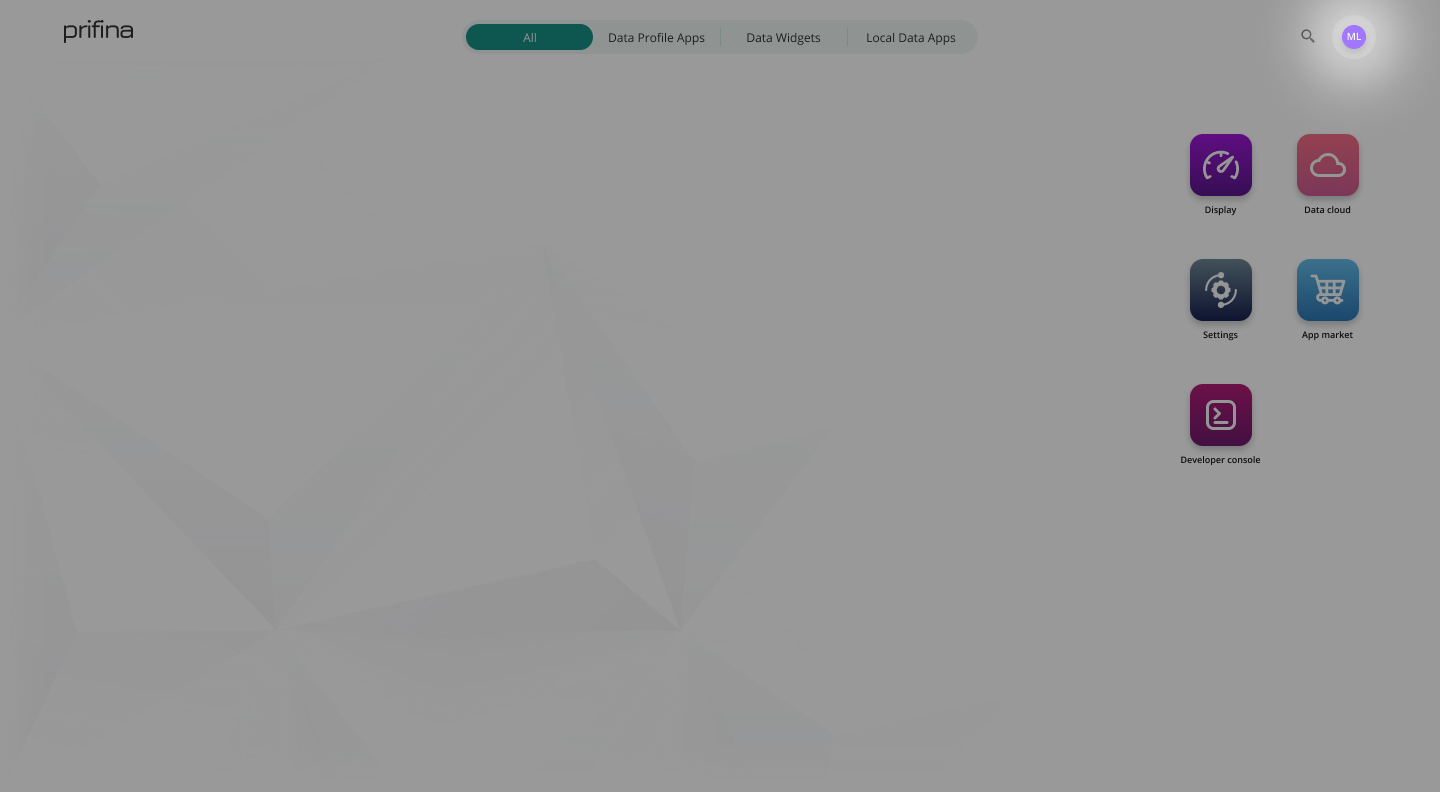 prifina
All
Data Profile Apps
Data Widgets
Local Data Apps
ML
Display
Data cloud
Settings
App market
Developer console